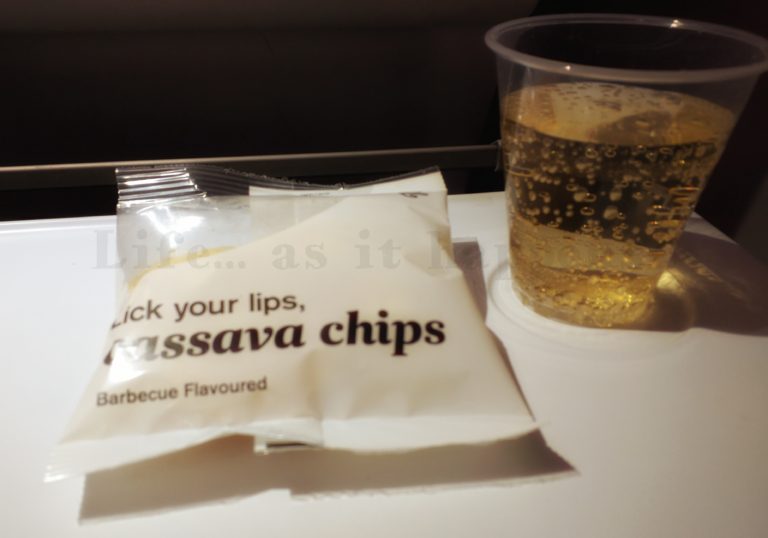 Life... as it
Lick your lips,
cassava chips
Barbecue Flavoured